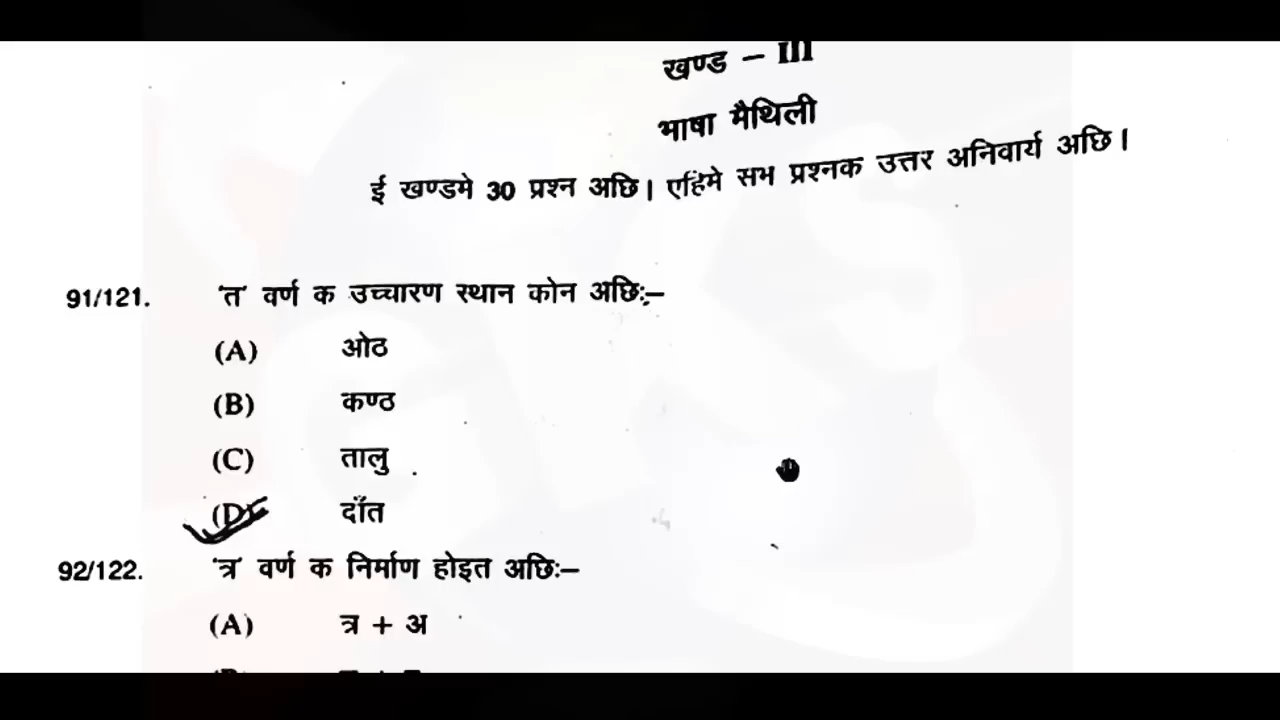 खण्ड – III
भाषा मैथिली
ई खण्डमे 30 प्रश्न अछि। एहिमे सभ प्रश्नक उत्तर अनिवार्य अछि।
91/121. 'त' वर्ण क उच्चारण स्थान कोन अछिः–
(A) ओठ
(B) कण्ठ
(C) तालु
(D) दाँत
92/122. 'त्र' वर्ण क निर्माण होइत अछिः–
(A) त्र + अ